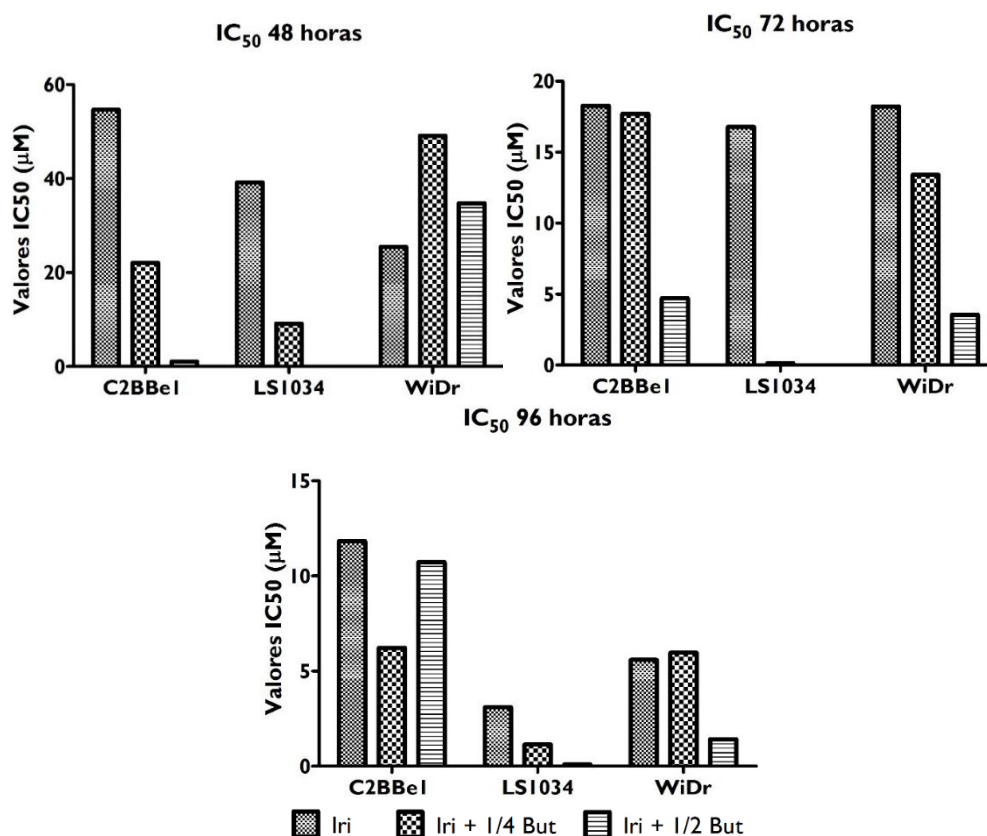 IC50 48 horas
Valores IC50 (μM)
60
40
20
0
C2BBe1
LS1034
WiDr
IC50 72 horas
Valores IC50 (μM)
20
15
10
5
0
C2BBe1
LS1034
WiDr
IC50 96 horas
Valores IC50 (μM)
15
10
5
0
C2BBe1
LS1034
WiDr
Iri
Iri + 1/4 But
Iri + 1/2 But